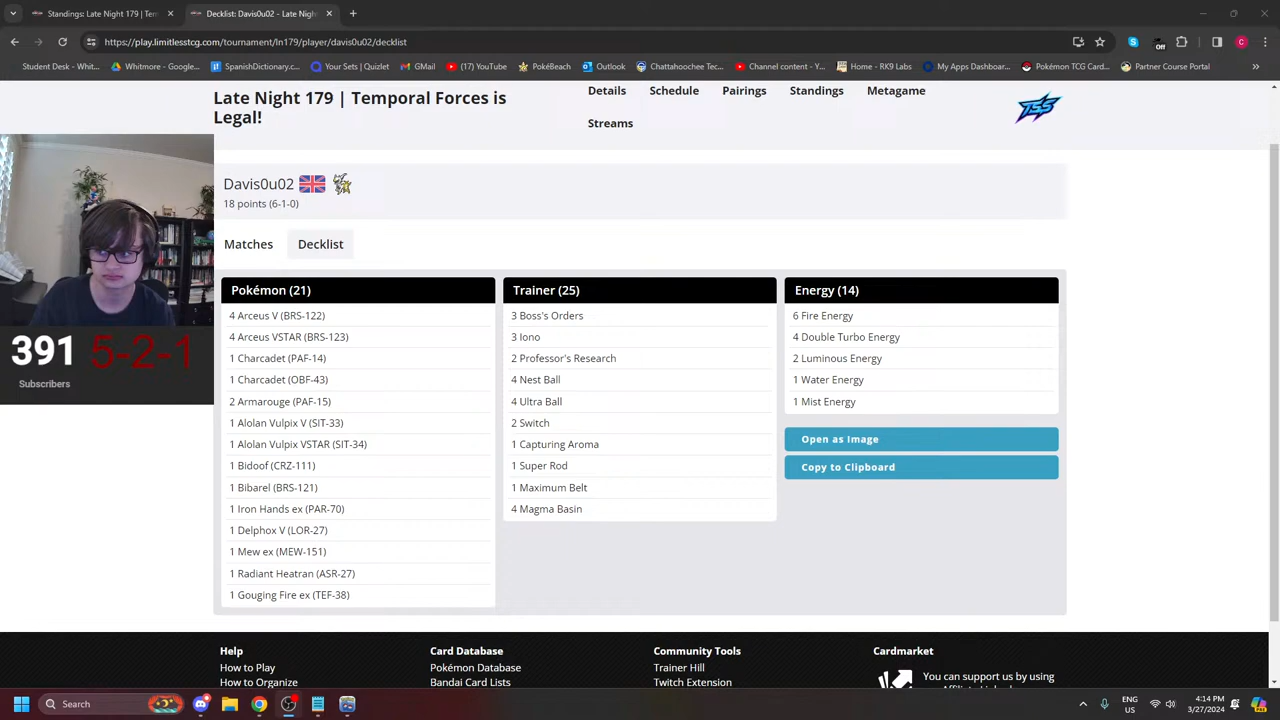 Standings: Late Night 179 | Tem
Decklist: Davis0u02 - Late Nigh
https://play.limitlesstcg.com/tournament/ln179/player/davis0u02/decklist
Off
C
Student Desk - Whit...
Whitmore - Google...
SpanishDictionary.c...
Your Sets | Quizlet
GMail
(17) YouTube
PokéBeach
Outlook
Chattahoochee Tec...
Channel content - Y...
Home - RK9 Labs
My Apps Dashboar...
Pokémon TCG Card...
Partner Course Portal
Late Night 179 | Temporal Forces is
Legal!
Details
Schedule
Pairings
Standings
Metagame
Streams
TSS
Davis0u02
18 points (6-1-0)
Matches
Decklist
Pokémon (21)
4 Arceus V (BRS-122)
4 Arceus VSTAR (BRS-123)
1 Charcadet (PAF-14)
1 Charcadet (OBF-43)
2 Armarouge (PAF-15)
1 Alolan Vulpix V (SIT-33)
1 Alolan Vulpix VSTAR (SIT-34)
1 Bidoof (CRZ-111)
1 Bibarel (BRS-121)
1 Iron Hands ex (PAR-70)
1 Delphox V (LOR-27)
1 Mew ex (MEW-151)
1 Radiant Heatran (ASR-27)
1 Gouging Fire ex (TEF-38)
Trainer (25)
3 Boss's Orders
3 Iono
2 Professor's Research
4 Nest Ball
4 Ultra Ball
2 Switch
1 Capturing Aroma
1 Super Rod
1 Maximum Belt
4 Magma Basin
Energy (14)
6 Fire Energy
4 Double Turbo Energy
2 Luminous Energy
1 Water Energy
1 Mist Energy
Open as Image
Copy to Clipboard
391
Subscribers
5-2-1
Help
How to Play
How to Organize
Card Database
Pokémon Database
Bandai Card Lists
Community Tools
Trainer Hill
Twitch Extension
Cardmarket
You can support us by using
Search
ENG
US
4:14 PM
3/27/2024